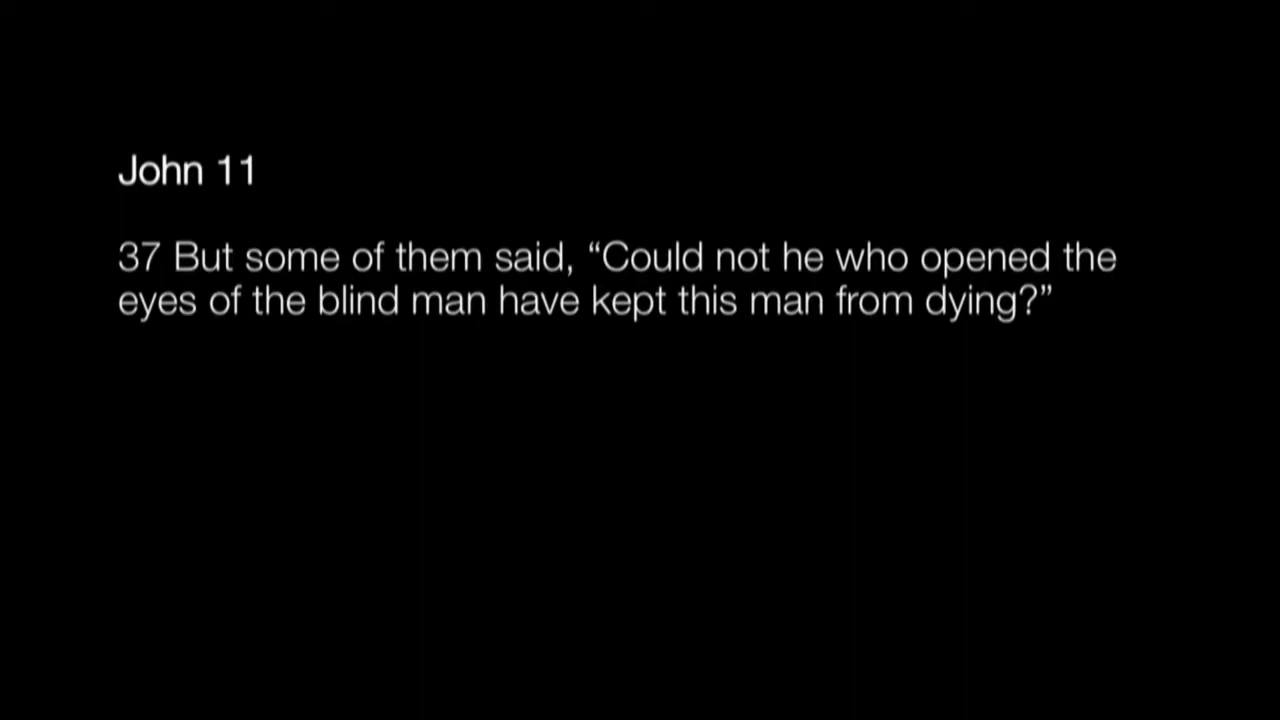 John 11
37 But some of them said, “Could not he who opened the
eyes of the blind man have kept this man from dying?”